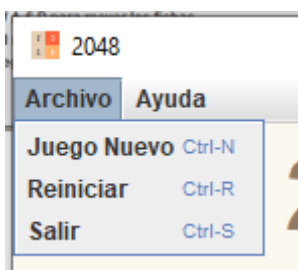 2048
Archivo Ayuda
Juego Nuevo Ctrl-N
Reiniciar Ctrl-R
Salir Ctrl-S